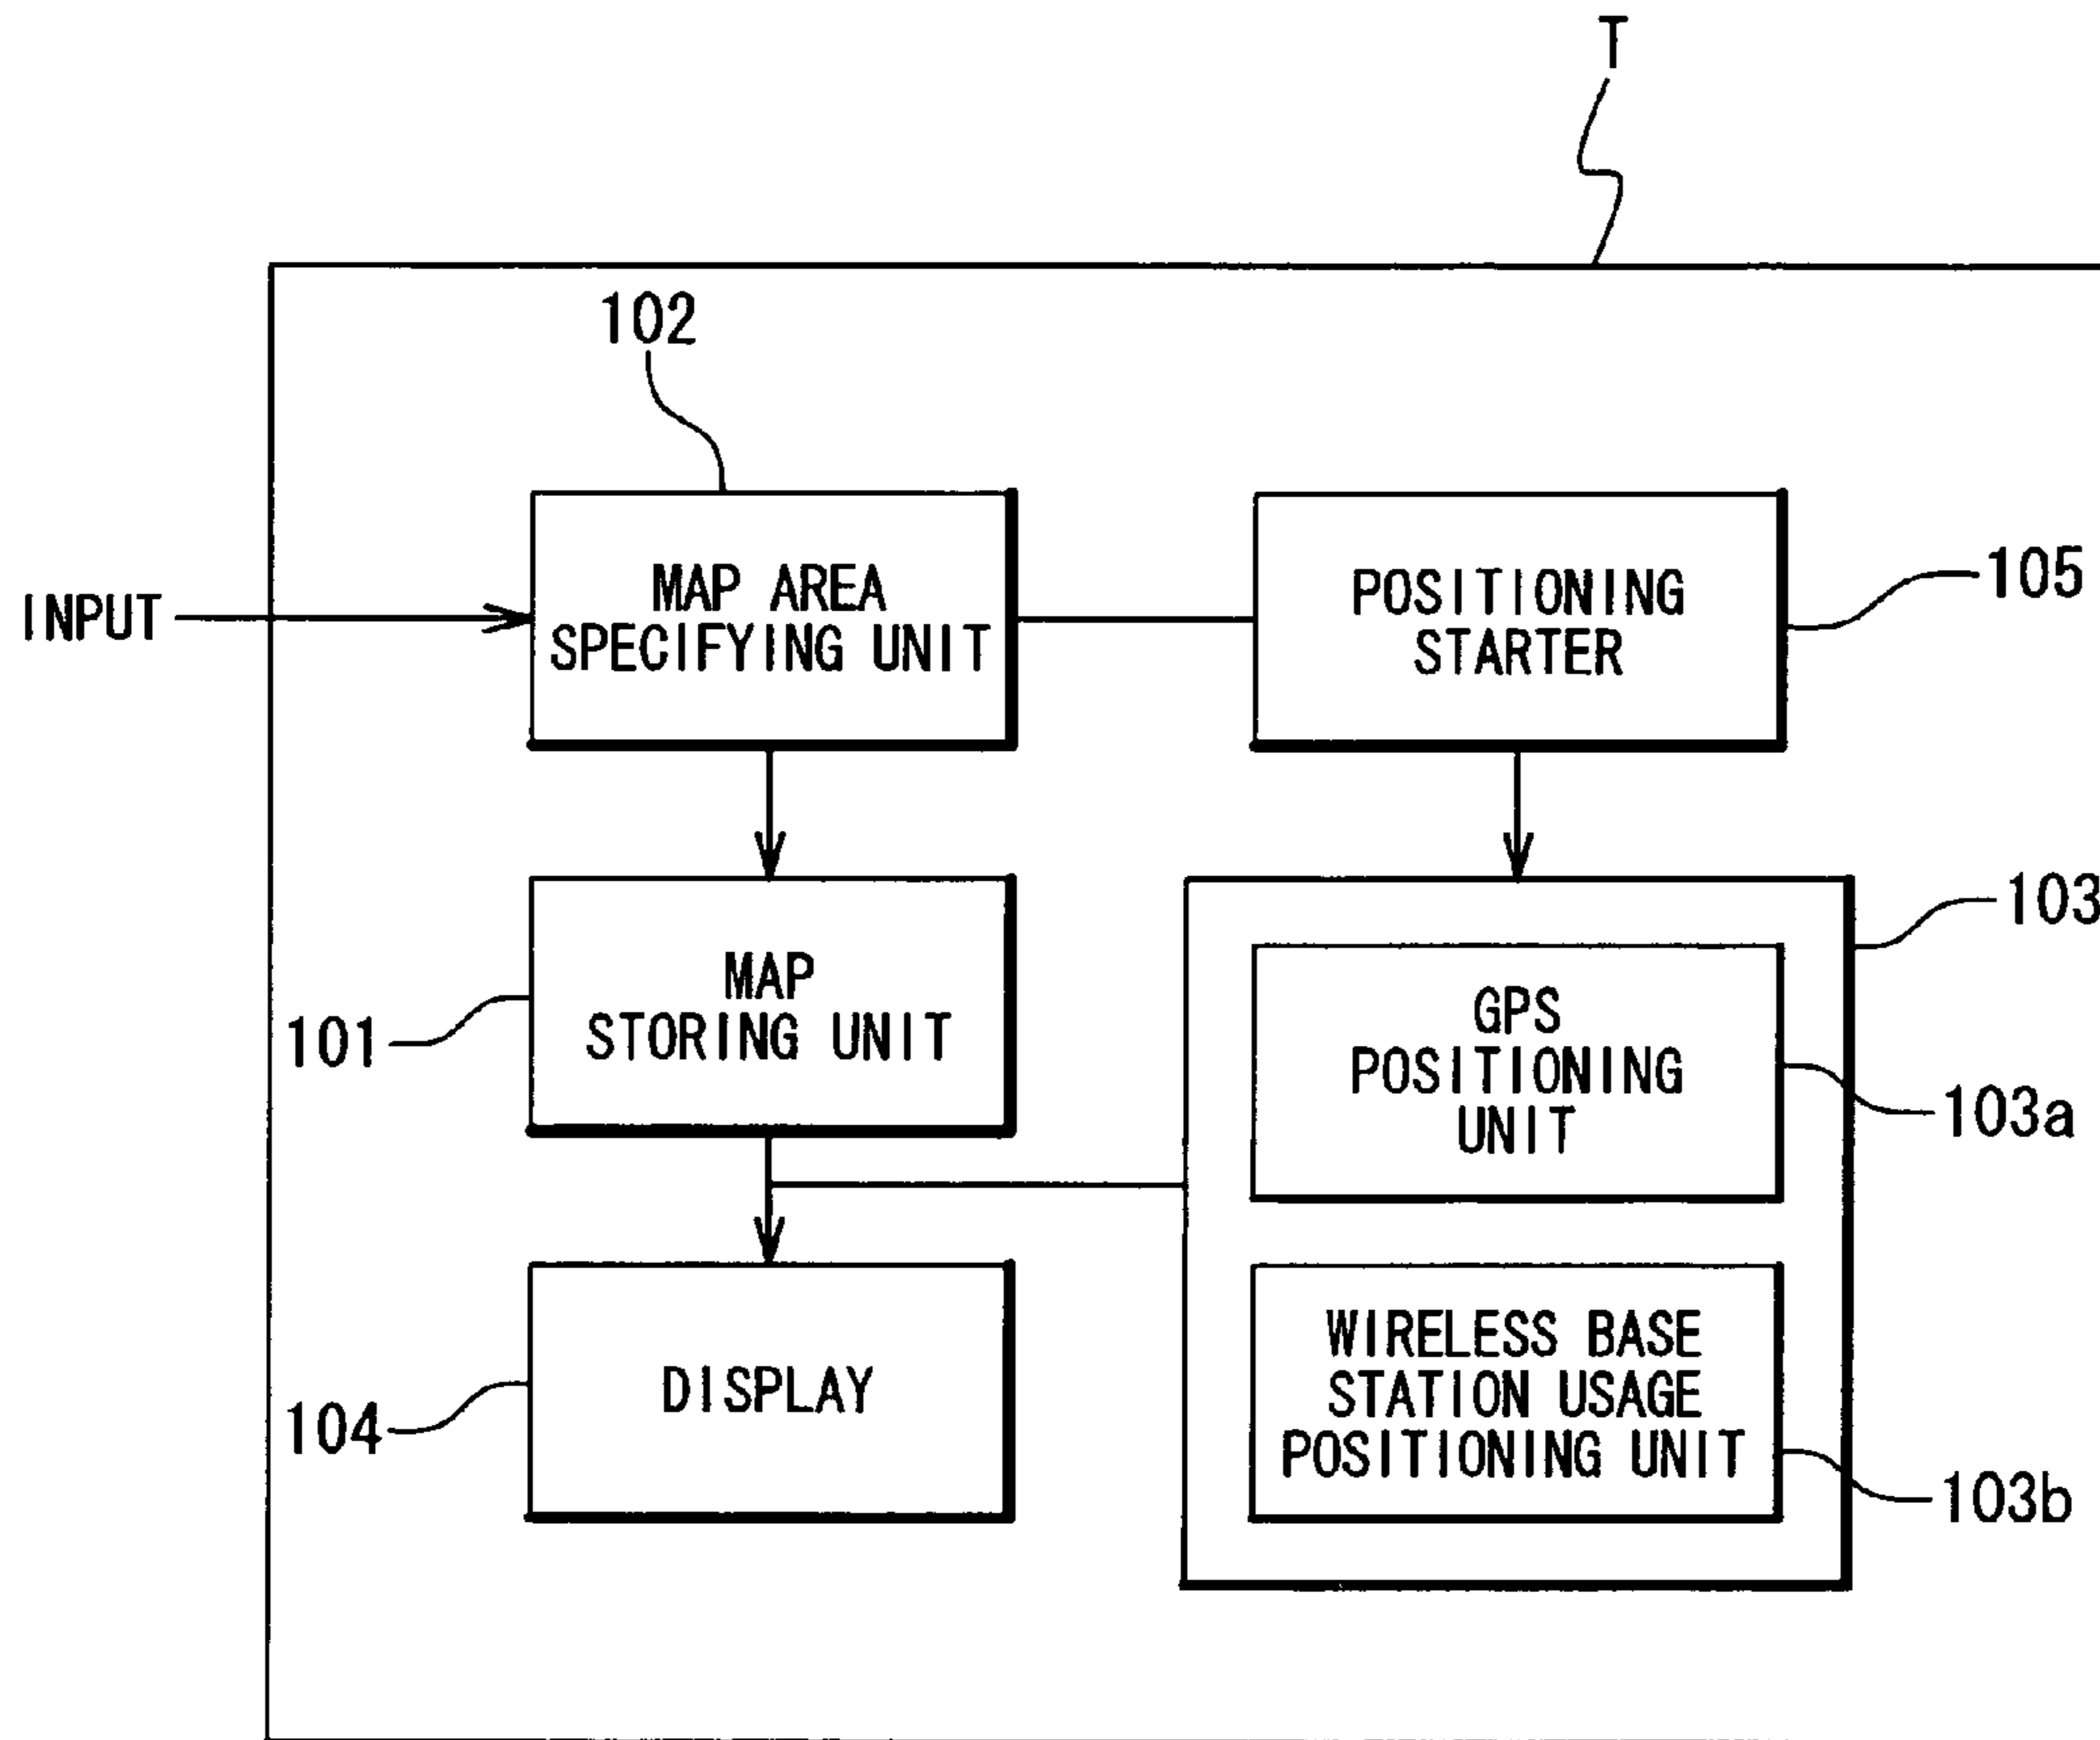 T
102
INPUT
MAP AREA
SPECIFYING UNIT
POSITIONING
STARTER
105
103
MAP
STORING UNIT
101
GPS
POSITIONING
UNIT
103a
DISPLAY
104
WIRELESS BASE
STATION USAGE
POSITIONING UNIT
103b